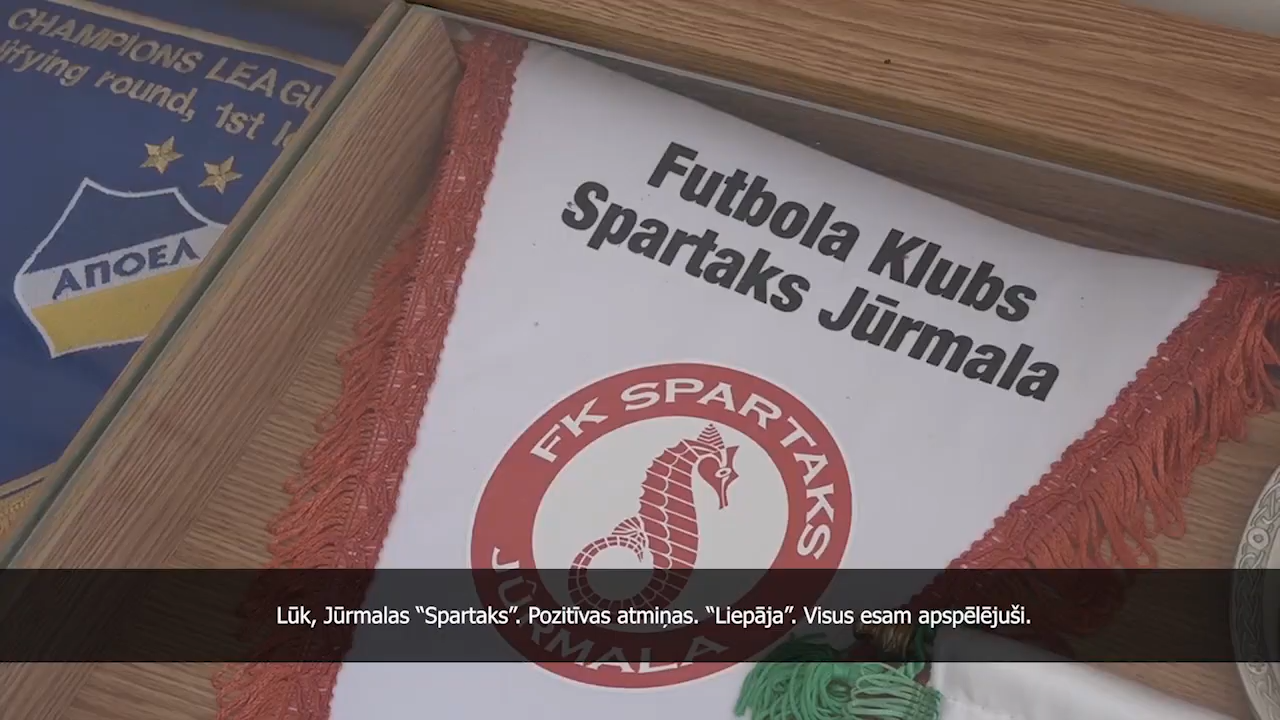 CHAMPIONS LEAGU
lifying round, 1st l
ΑΠΟΕΛ
Futbola Klubs
Spartaks Jūrmala
FK SPARTAKS
JŪRMALA
Lūk, Jūrmalas “Spartaks”. Pozitīvas atmiņas. “Liepāja”. Visus esam apspēlējuši.